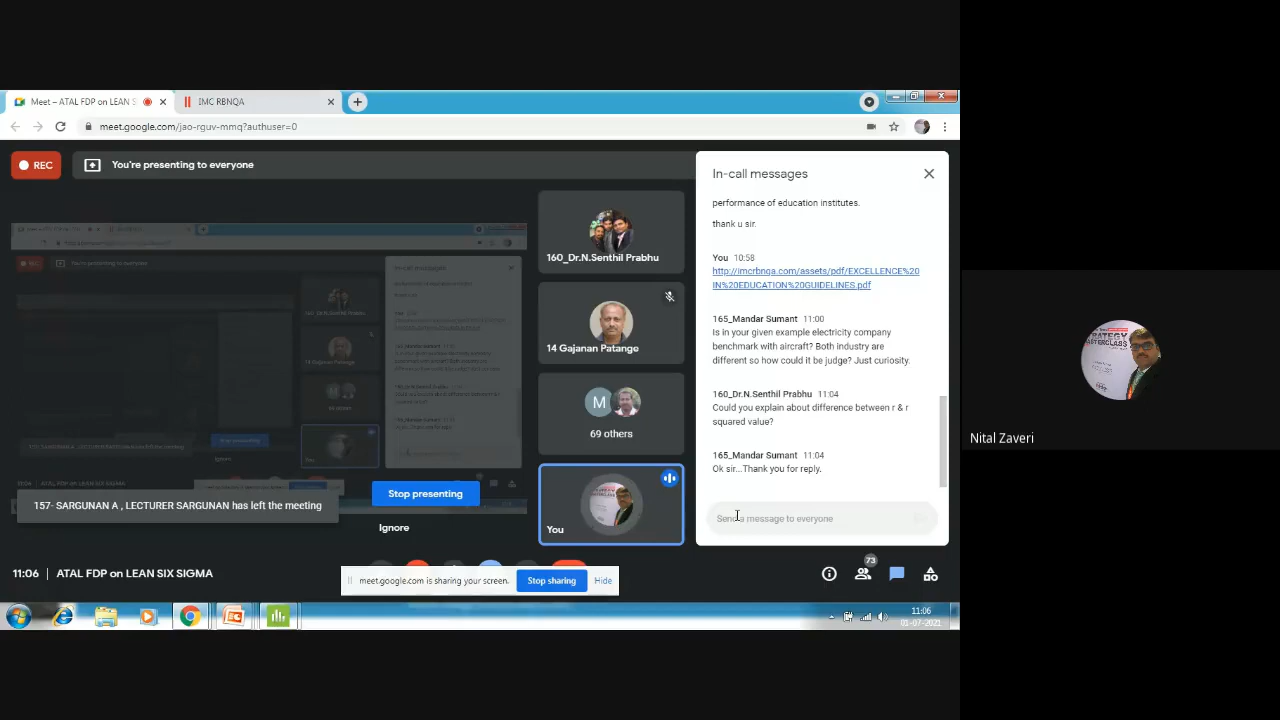 Meet – ATAL FDP on LEAN S
IMC RBNQA
meet.google.com/jao-rguv-mmq?authuser=0
REC
You're presenting to everyone
In-call messages
performance of education institutes.
thank u sir.
You 10:58
http://imcrbnqa.com/assets/pdf/EXCELLENCE%20
IN%20EDUCATION%20GUIDELINES.pdf
165_Mandar Sumant 11:00
Is in your given example electricity company
benchmark with aircraft? Both industry are
different so how could it be judge? Just curiosity.
160_Dr.N.Senthil Prabhu 11:04
Could you explain about difference between r & r
squared value?
165_Mandar Sumant 11:04
Ok sir...Thank you for reply.
Send a message to everyone
160_Dr.N.Senthil Prabhu
14 Gajanan Patange
M
69 others
You
Stop presenting
Ignore
157- SARGUNAN A , LECTURER SARGUNAN has left the meeting
11:06 | ATAL FDP on LEAN SIX SIGMA
meet.google.com is sharing your screen.
Stop sharing
Hide
73
11:06
01-07-2021
Nital Zaveri